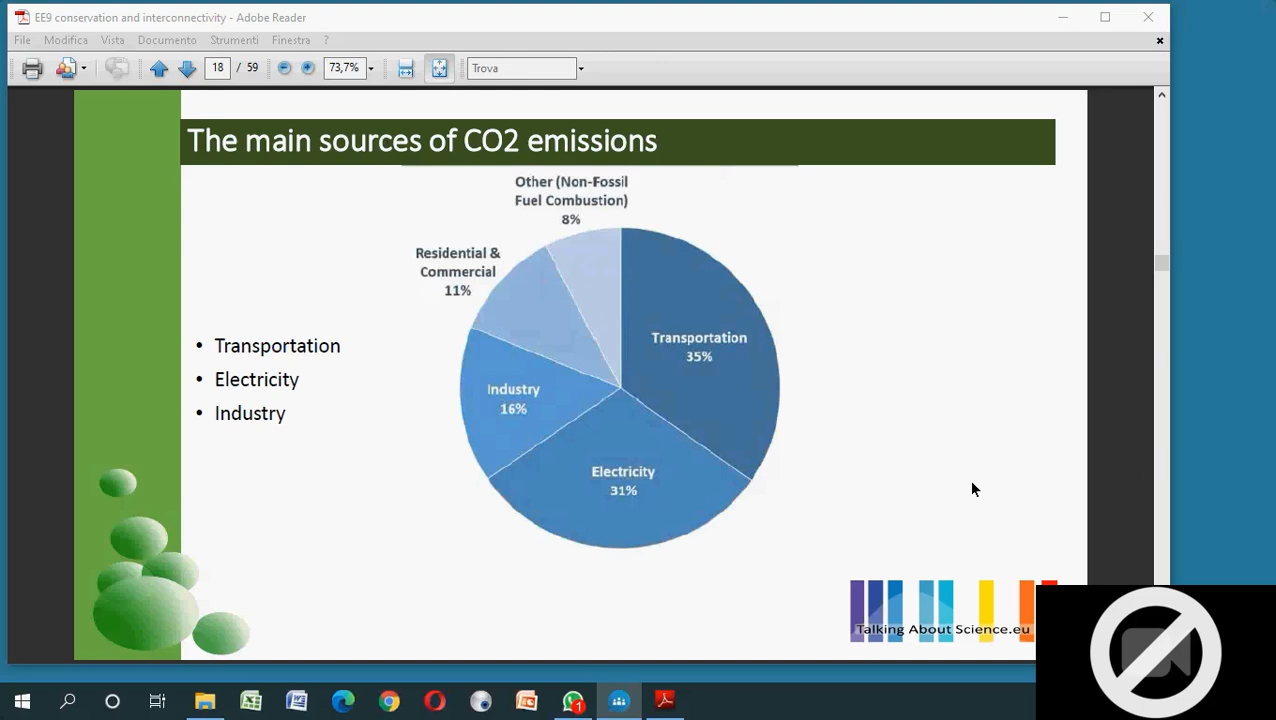 EE9 conservation and interconnectivity - Adobe Reader
File Modifica Vista Documento Strumenti Finestra ?
18 / 59 73,7% Trova
The main sources of CO2 emissions
Other (Non-Fossil
Fuel Combustion)
8%
Residential &
Commercial
11%
Transportation
35%
Industry
16%
Electricity
31%
• Transportation
• Electricity
• Industry
Talking About Science.eu
1